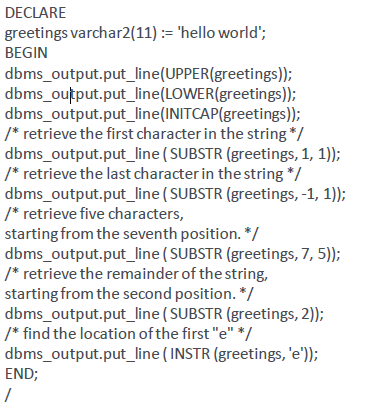 DECLARE
greetings varchar2(11) := 'hello world';
BEGIN
dbms_output.put_line(UPPER(greetings));
dbms_output.put_line(LOWER(greetings));
dbms_output.put_line(INITCAP(greetings));
/* retrieve the first character in the string */
dbms_output.put_line ( SUBSTR (greetings, 1, 1));
/* retrieve the last character in the string */
dbms_output.put_line ( SUBSTR (greetings, -1, 1));
/* retrieve five characters,
starting from the seventh position. */
dbms_output.put_line ( SUBSTR (greetings, 7, 5));
/* retrieve the remainder of the string,
starting from the second position. */
dbms_output.put_line ( SUBSTR (greetings, 2));
/* find the location of the first "e" */
dbms_output.put_line ( INSTR (greetings, 'e'));
END;
/